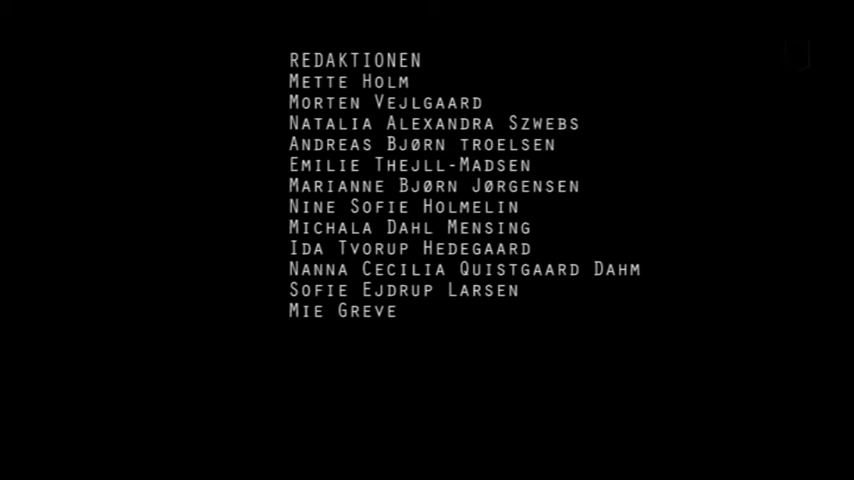 REDAKTIONEN
METTE HOLM
MORTEN VEJLGAARD
NATALIA ALEXANDRA SZWEBS
ANDREAS BJØRN TROELSEN
EMILIE THEJLL-MADSEN
MARIANNE BJØRN JØRGENSEN
NINE SOFIE HOLMELIN
MICHALA DAHL MENSING
IDA TVORUP HEDEGAARD
NANNA CECILIA QUISTGAARD DAHM
SOFIE EJDRUP LARSEN
MIE GREVE